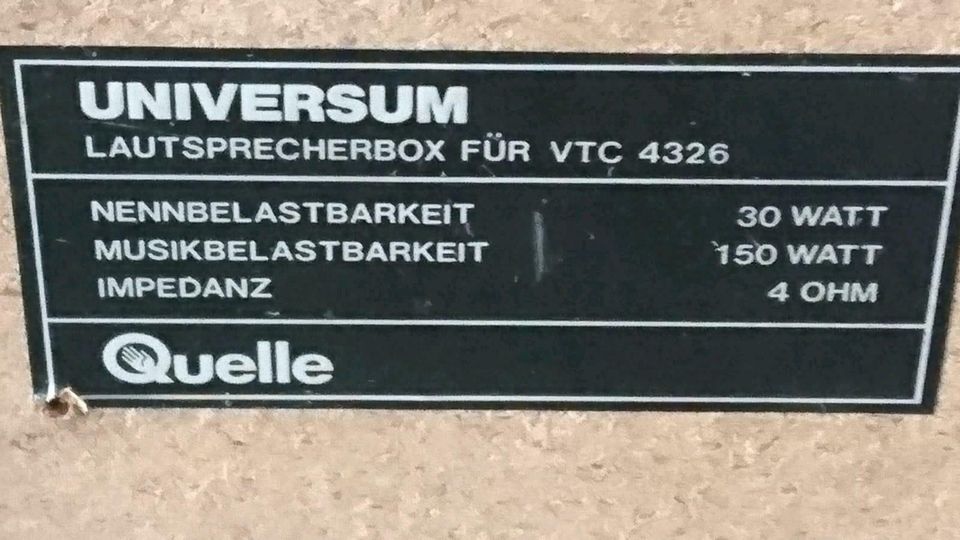 UNIVERSUM
LAUTSPRECHERBOX FÜR VTC 4326
NENNBELASTBARKEIT 30 WATT
MUSIKBELASTBARKEIT 150 WATT
IMPEDANZ 4 OHM
Quelle